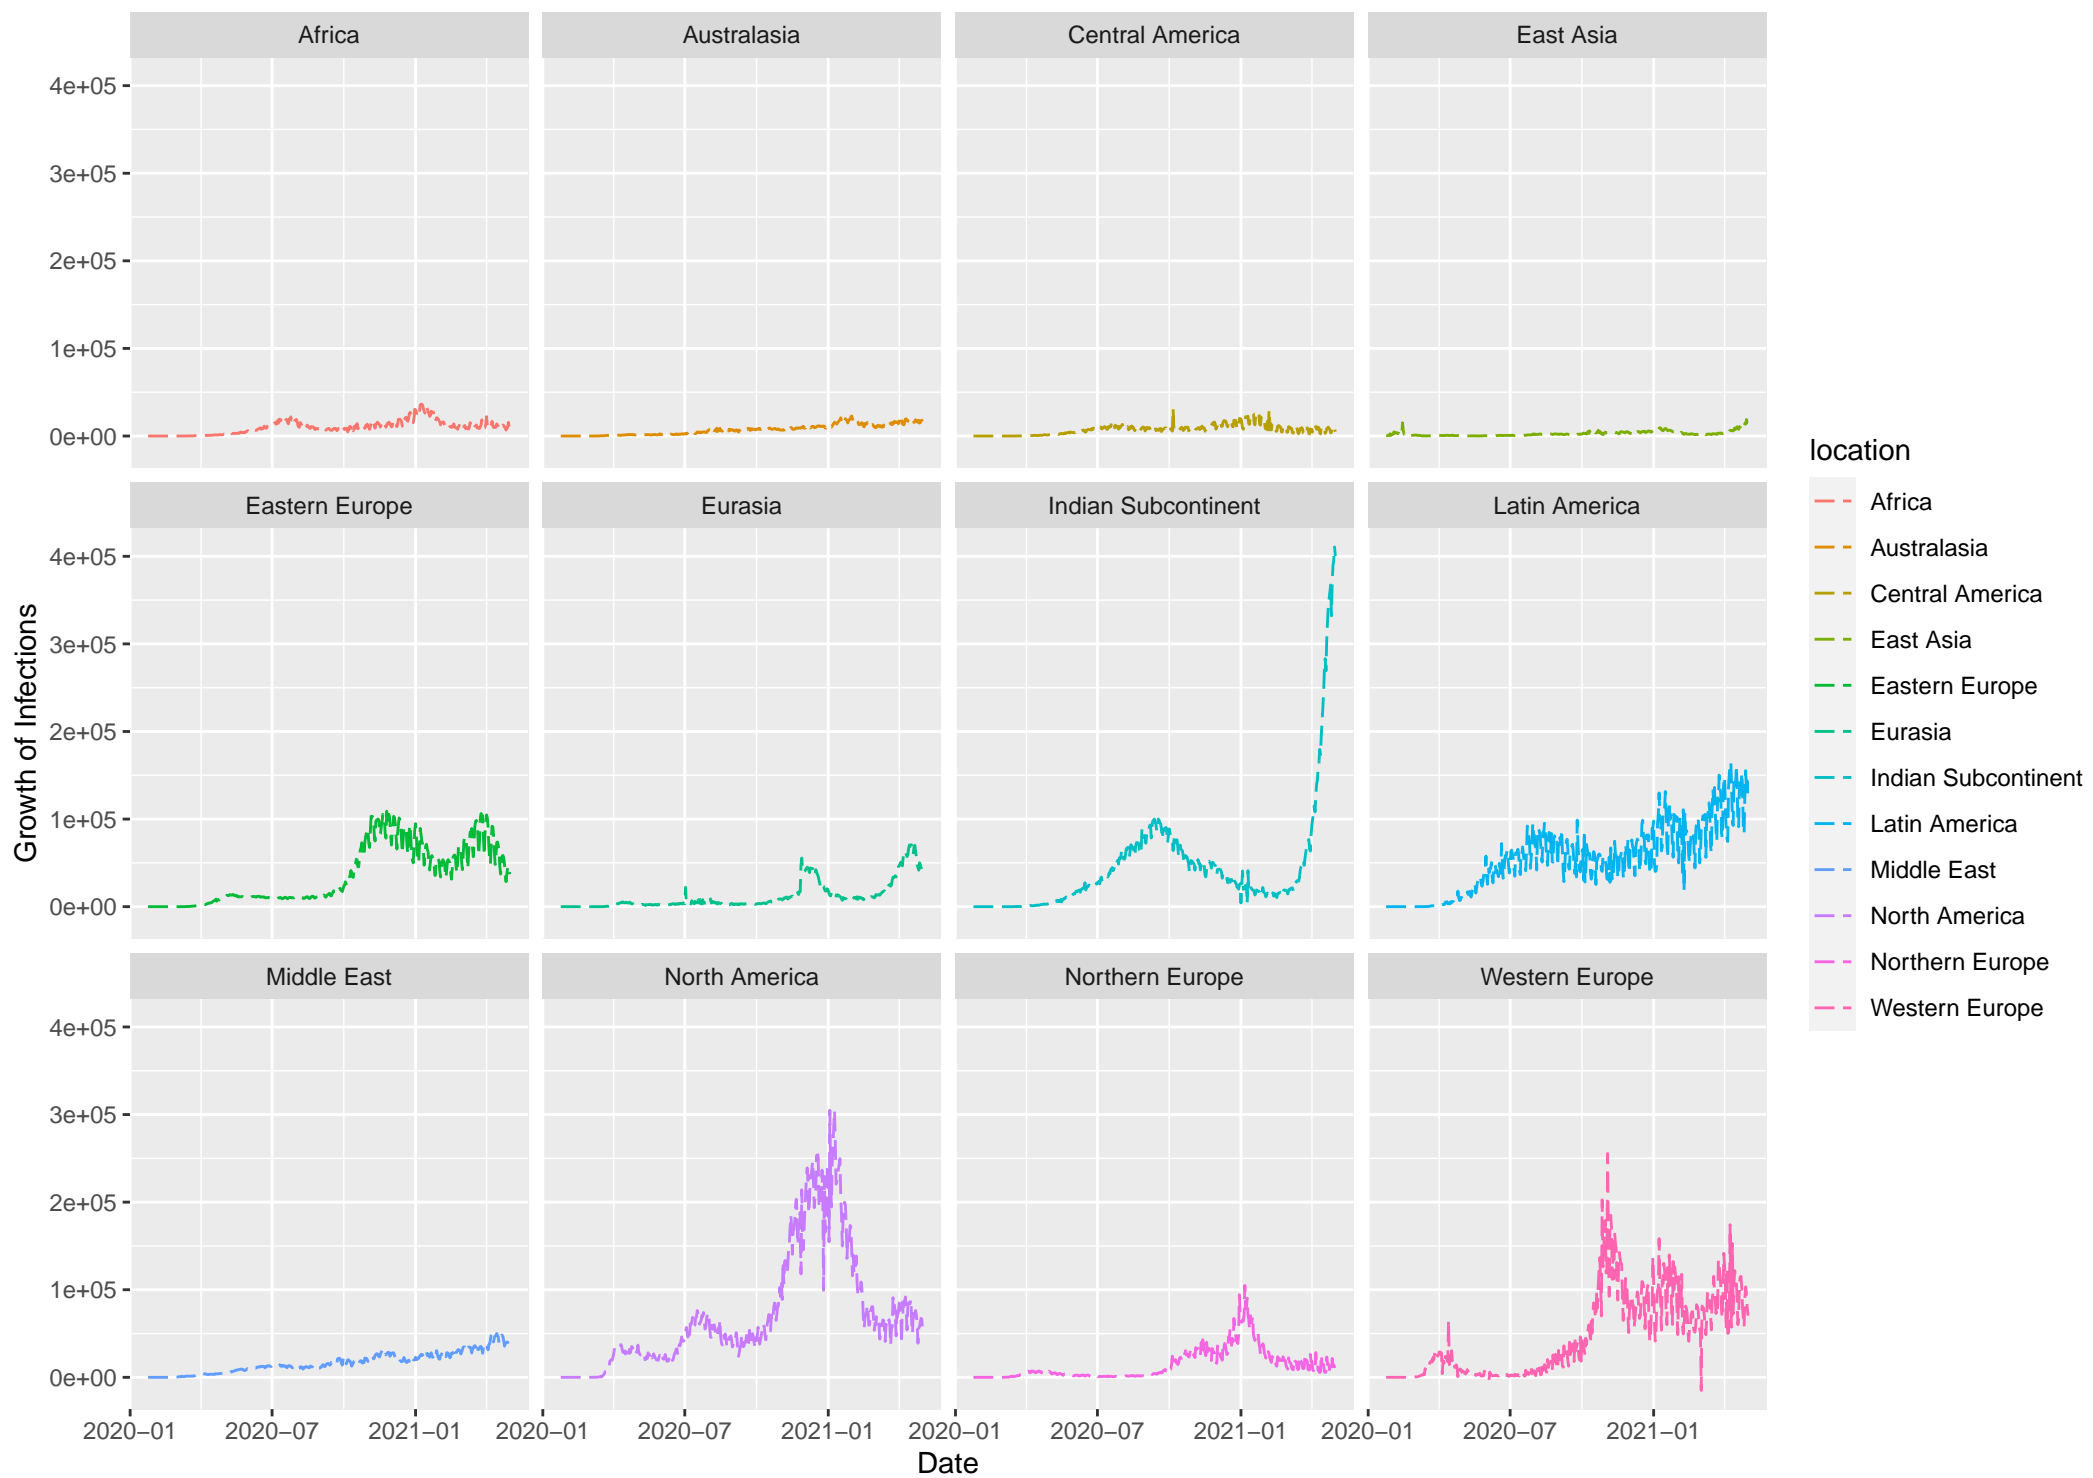 Africa
Australasia
Central America
East Asia
4e+05
3e+05
2e+05
1e+05
0e+00
Eastern Europe
Eurasia
Indian Subcontinent
Latin America
4e+05
3e+05
2e+05
1e+05
0e+00
Middle East
North America
Northern Europe
Western Europe
4e+05
3e+05
2e+05
1e+05
0e+00
2020−01
2020−07
2021−01
2020−01
2020−07
2021−01
2020−01
2020−07
2021−01
2020−01
2020−07
2021−01
Date
Growth of Infections
location
Africa
Australasia
Central America
East Asia
Eastern Europe
Eurasia
Indian Subcontinent
Latin America
Middle East
North America
Northern Europe
Western Europe